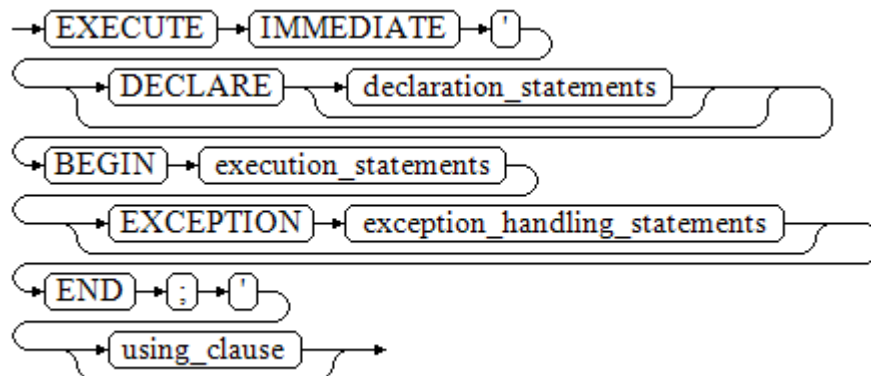 EXECUTE IMMEDIATE '
DECLARE declaration_statements
BEGIN execution_statements
EXCEPTION exception_handling_statements
END ; '
using_clause